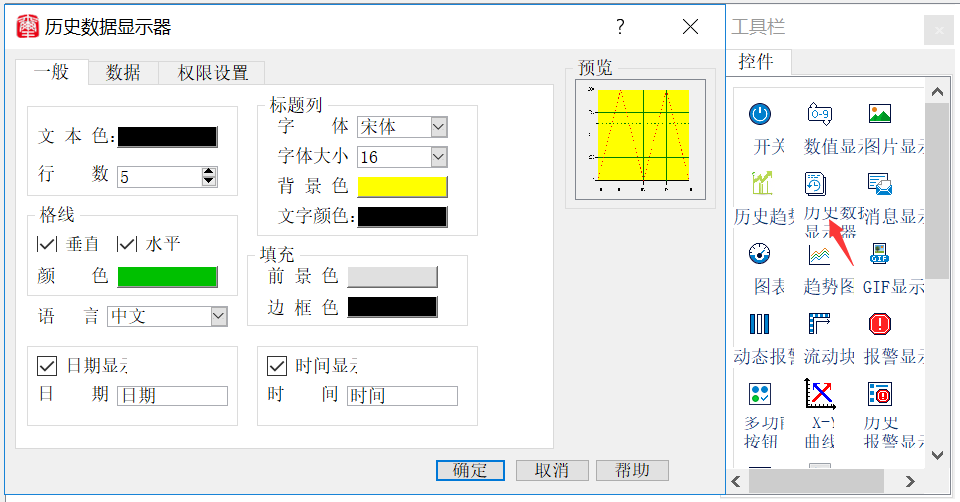 历史数据显示器
?
一般 数据 权限设置
文 本 色:
行 数 5
格线
垂直 水平
颜 色
语 言 中文
日期显示
日 期 日期
标题列
字 体 宋体
字体大小 16
背 景 色
文字颜色:
填充
前 景 色
边 框 色
时间显示
时 间 时间
预览
确定 取消 帮助
工具栏
控件
开关 数值显示 图片显示
0-9
历史趋势 历史数据
显示器
消息显示
图表 趋势图 GIF显示
GIF
动态报警 流动块 报警显示
多功能
按钮
X-Y
曲线
历史
报警显示